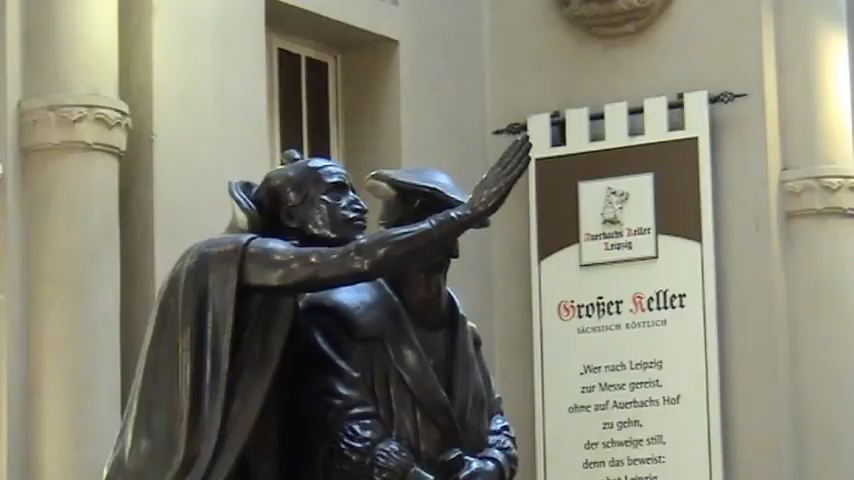 Auerbachs Keller
Leipzig
Großer Keller
SÄCHSISCH KÖSTLICH
„Wer nach Leipzig
zur Messe gereist,
ohne auf Auerbachs Hof
zu gehn,
der schweige still,
denn das beweist: